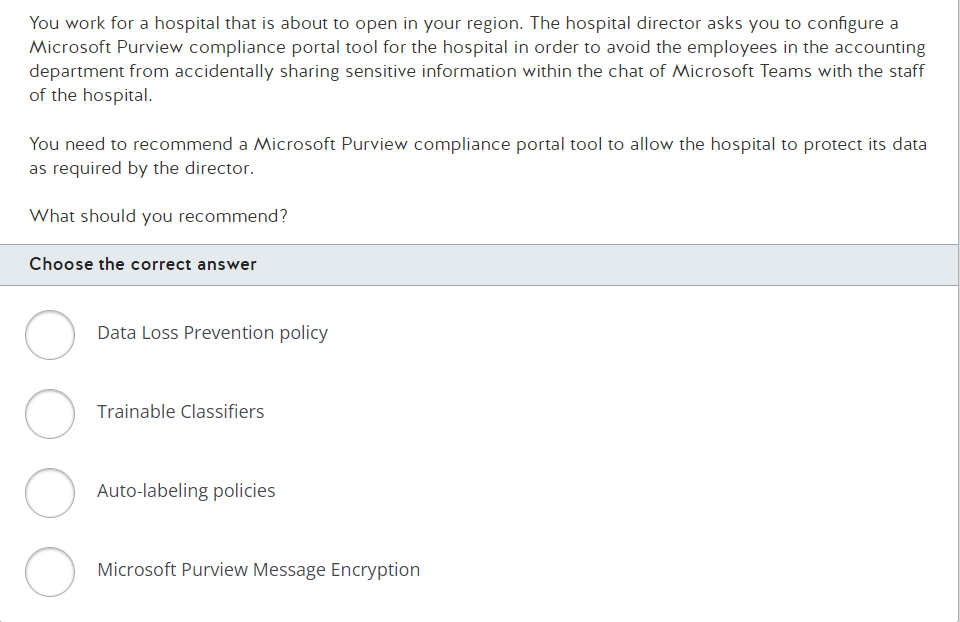 You work for a hospital that is about to open in your region. The hospital director asks you to configure a
Microsoft Purview compliance portal tool for the hospital in order to avoid the employees in the accounting
department from accidentally sharing sensitive information within the chat of Microsoft Teams with the staff
of the hospital.
You need to recommend a Microsoft Purview compliance portal tool to allow the hospital to protect its data
as required by the director.
What should you recommend?
Choose the correct answer
Data Loss Prevention policy
Trainable Classifiers
Auto-labeling policies
Microsoft Purview Message Encryption